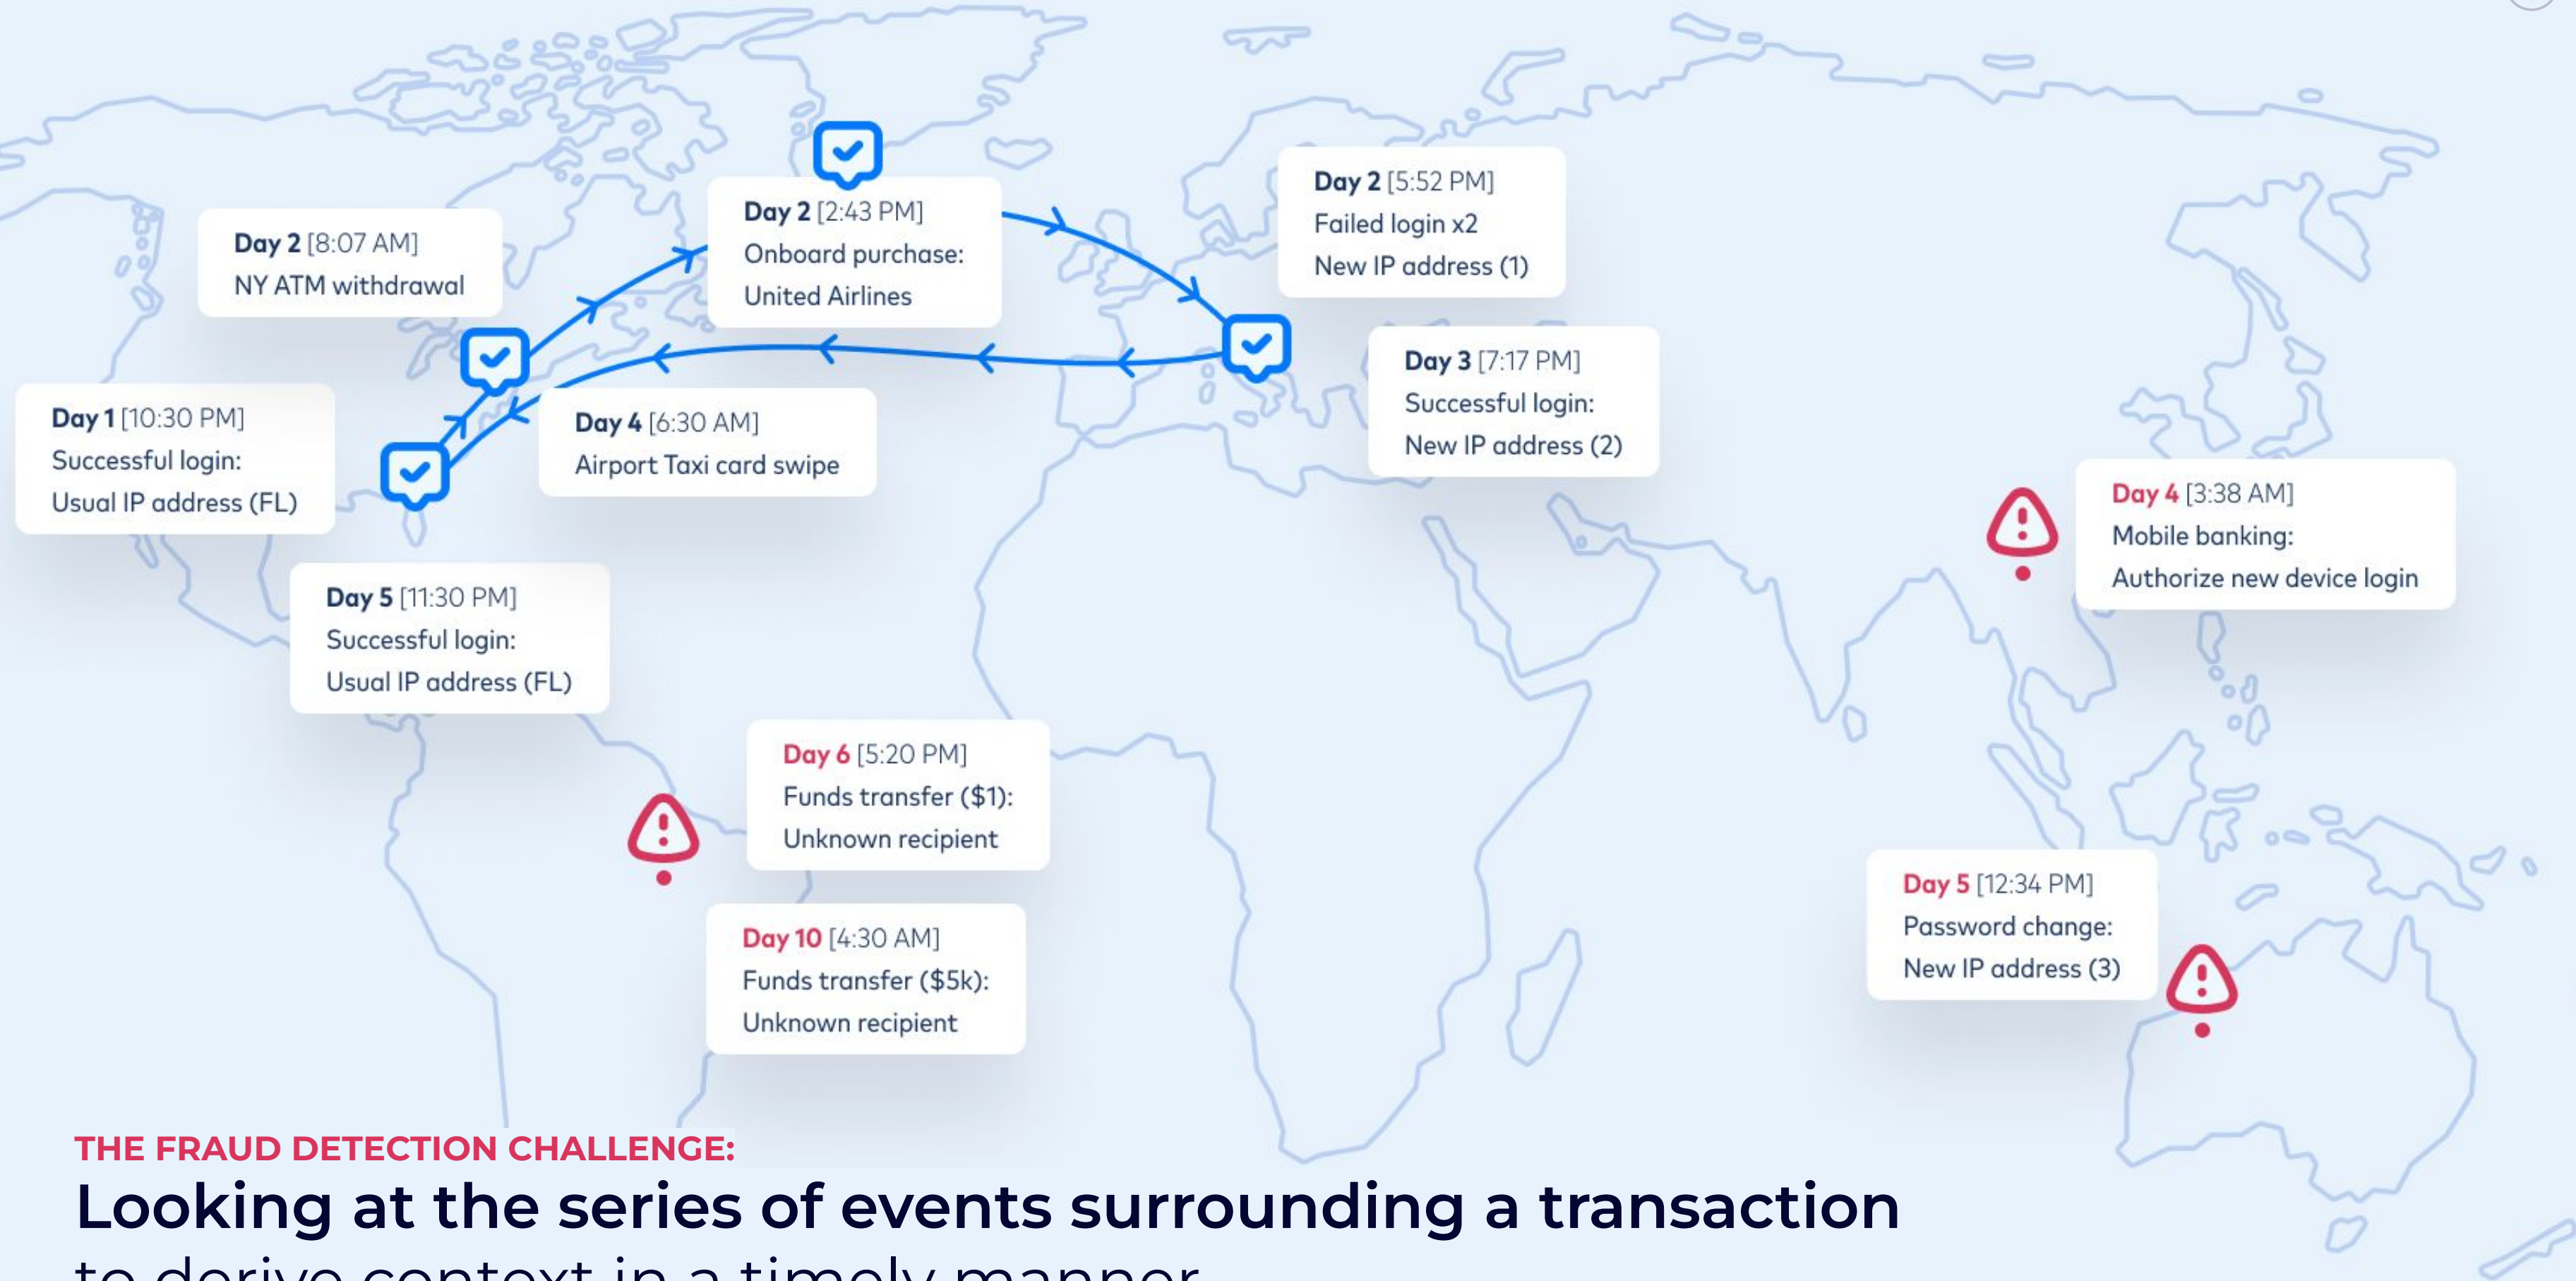 Day 2 [8:07 AM]
NY ATM withdrawal
Day 2 [2:43 PM]
Onboard purchase:
United Airlines
Day 2 [5:52 PM]
Failed login x2
New IP address (1)
Day 3 [7:17 PM]
Successful login:
New IP address (2)
Day 1 [10:30 PM]
Successful login:
Usual IP address (FL)
Day 4 [6:30 AM]
Airport Taxi card swipe
Day 4 [3:38 AM]
Mobile banking:
Authorize new device login
Day 5 [11:30 PM]
Successful login:
Usual IP address (FL)
Day 6 [5:20 PM]
Funds transfer ($1):
Unknown recipient
Day 5 [12:34 PM]
Password change:
New IP address (3)
Day 10 [4:30 AM]
Funds transfer ($5k):
Unknown recipient
THE FRAUD DETECTION CHALLENGE:
Looking at the series of events surrounding a transaction
to derive context in a timely manner